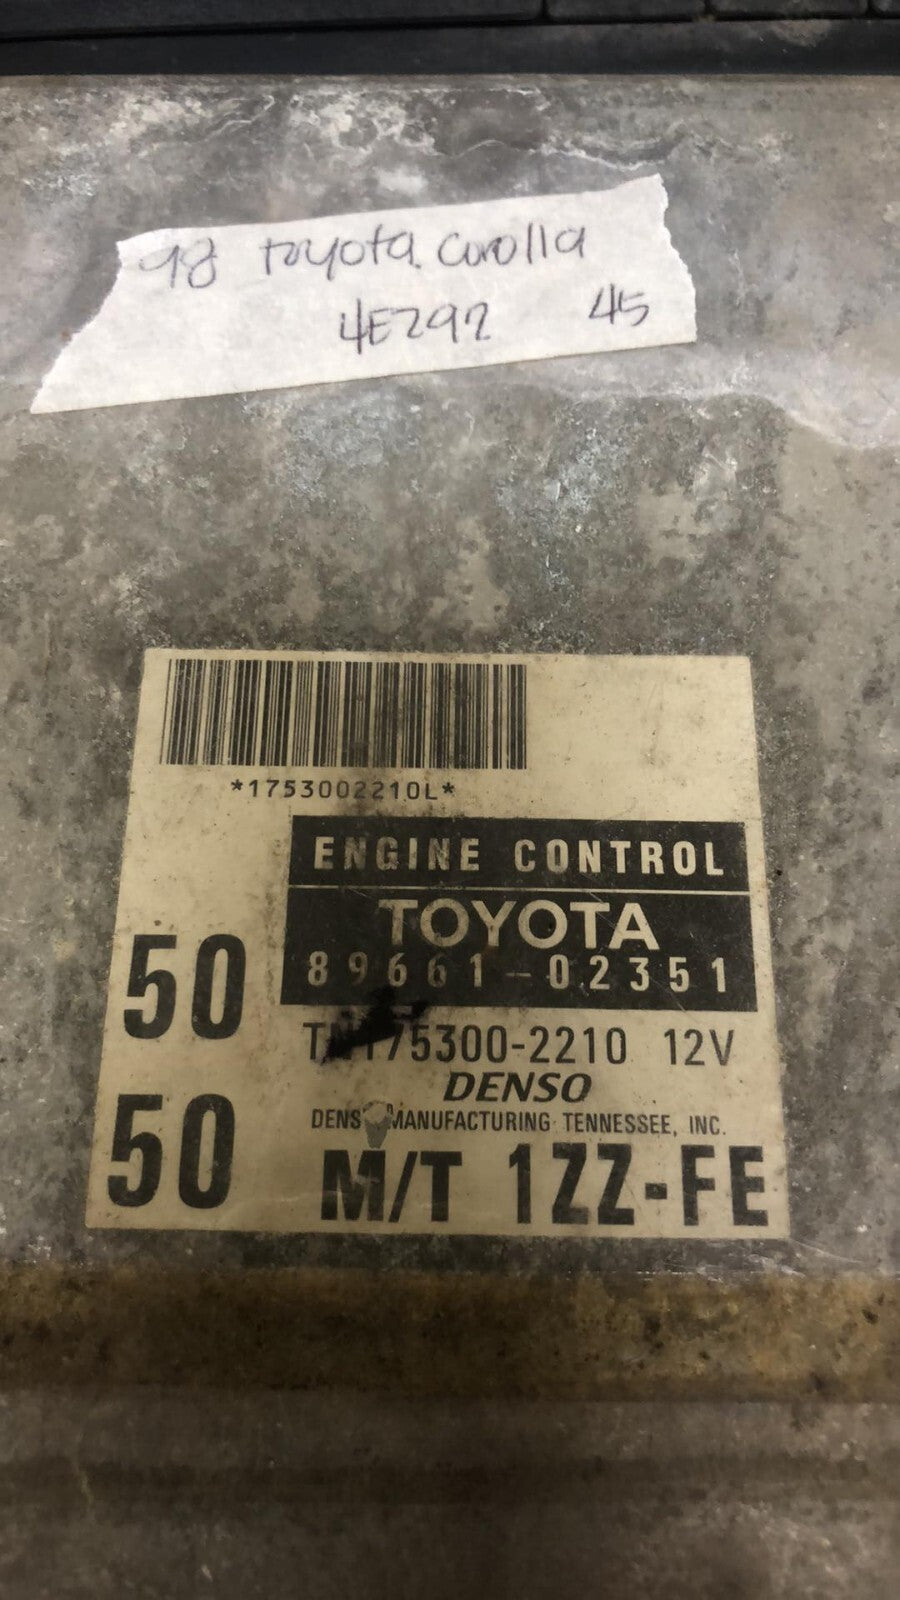 98 toyota. corolla
4E292 45
*1753002210L*
ENGINE CONTROL
TOYOTA
89661-02351
50
175300-2210 12V
DENSO
MANUFACTURING TENNESSEE, INC.
50
M/T 1ZZ-FE